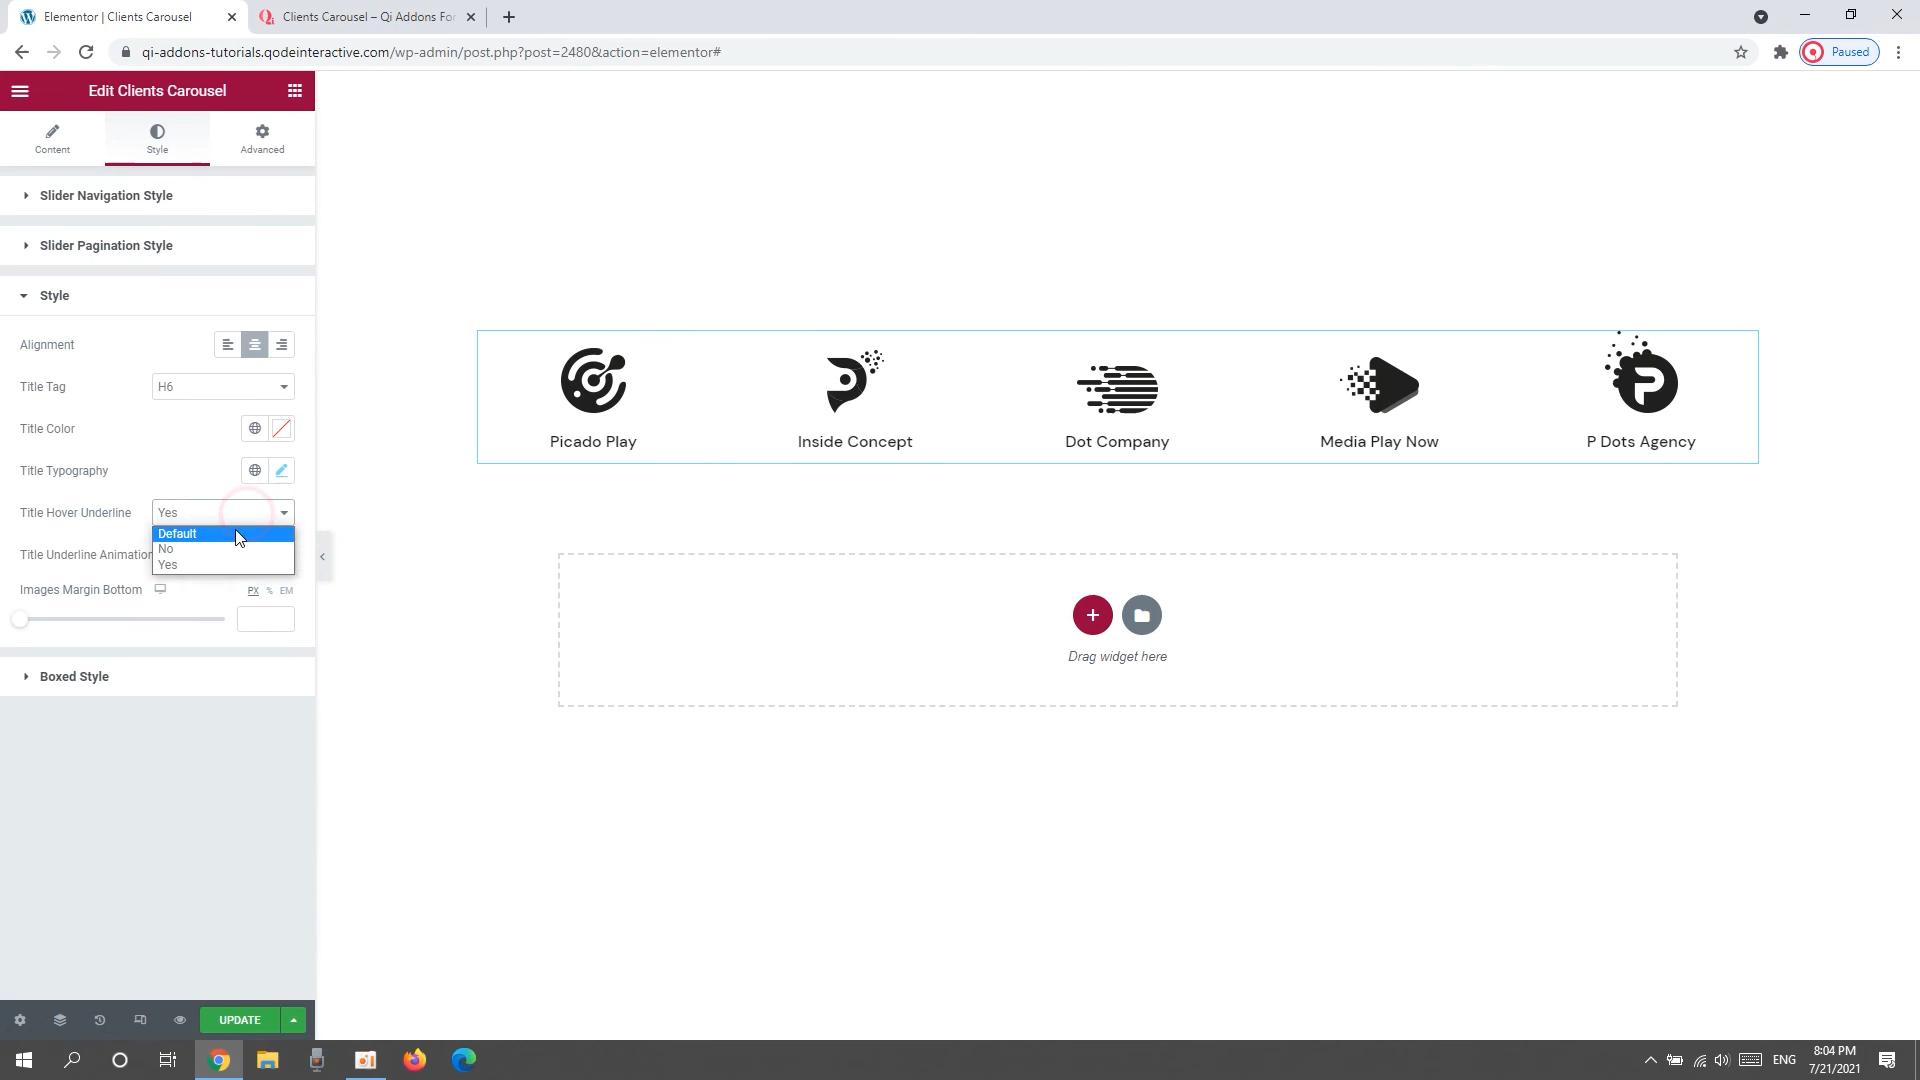 Elementor | Clients Carousel
Clients Carousel – Qi Addons For
qi-addons-tutorials.qodeinteractive.com/wp-admin/post.php?post=2480&action=elementor#
Paused
Edit Clients Carousel
Content
Style
Advanced
Slider Navigation Style
Slider Pagination Style
Style
Alignment
Title Tag
H6
Title Color
Title Typography
Title Hover Underline
Yes
Default
No
Yes
Title Underline Animation
Images Margin Bottom
PX % EM
Boxed Style
UPDATE
Picado Play
Inside Concept
Dot Company
Media Play Now
P Dots Agency
Drag widget here
ENG
8:04 PM
7/21/2021